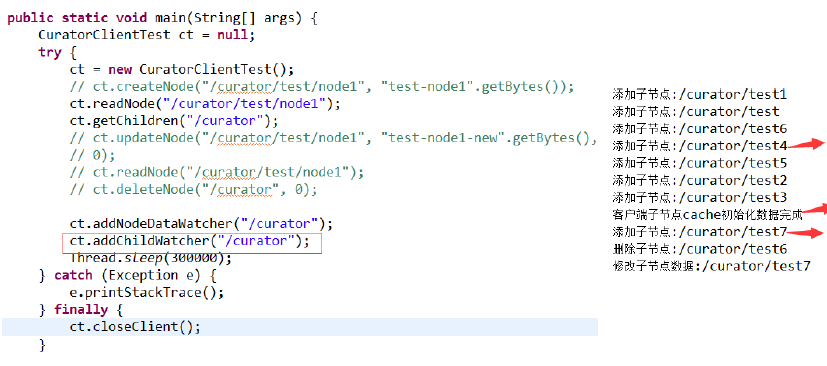 public static void main(String[] args) {
CuratorClientTest ct = null;
try {
ct = new CuratorClientTest();
// ct.createNode("/curator/test/node1", "test-node1".getBytes());
ct.readNode("/curator/test/node1");
ct.getChildren("/curator");
// ct.updateNode("/curator/test/node1", "test-node1-new".getBytes(),
// 0);
// ct.readNode("/curator/test/node1");
// ct.deleteNode("/curator", 0);
ct.addNodeDataWatcher("/curator");
ct.addChildWatcher("/curator");
Thread.sleep(300000);
} catch (Exception e) {
e.printStackTrace();
} finally {
ct.closeClient();
}
添加子节点:/curator/test1
添加子节点:/curator/test
添加子节点:/curator/test6
添加子节点:/curator/test4
添加子节点:/curator/test5
添加子节点:/curator/test2
添加子节点:/curator/test3
客户端子节点cache初始化数据完成
添加子节点:/curator/test7
删除子节点:/curator/test6
修改子节点数据:/curator/test7